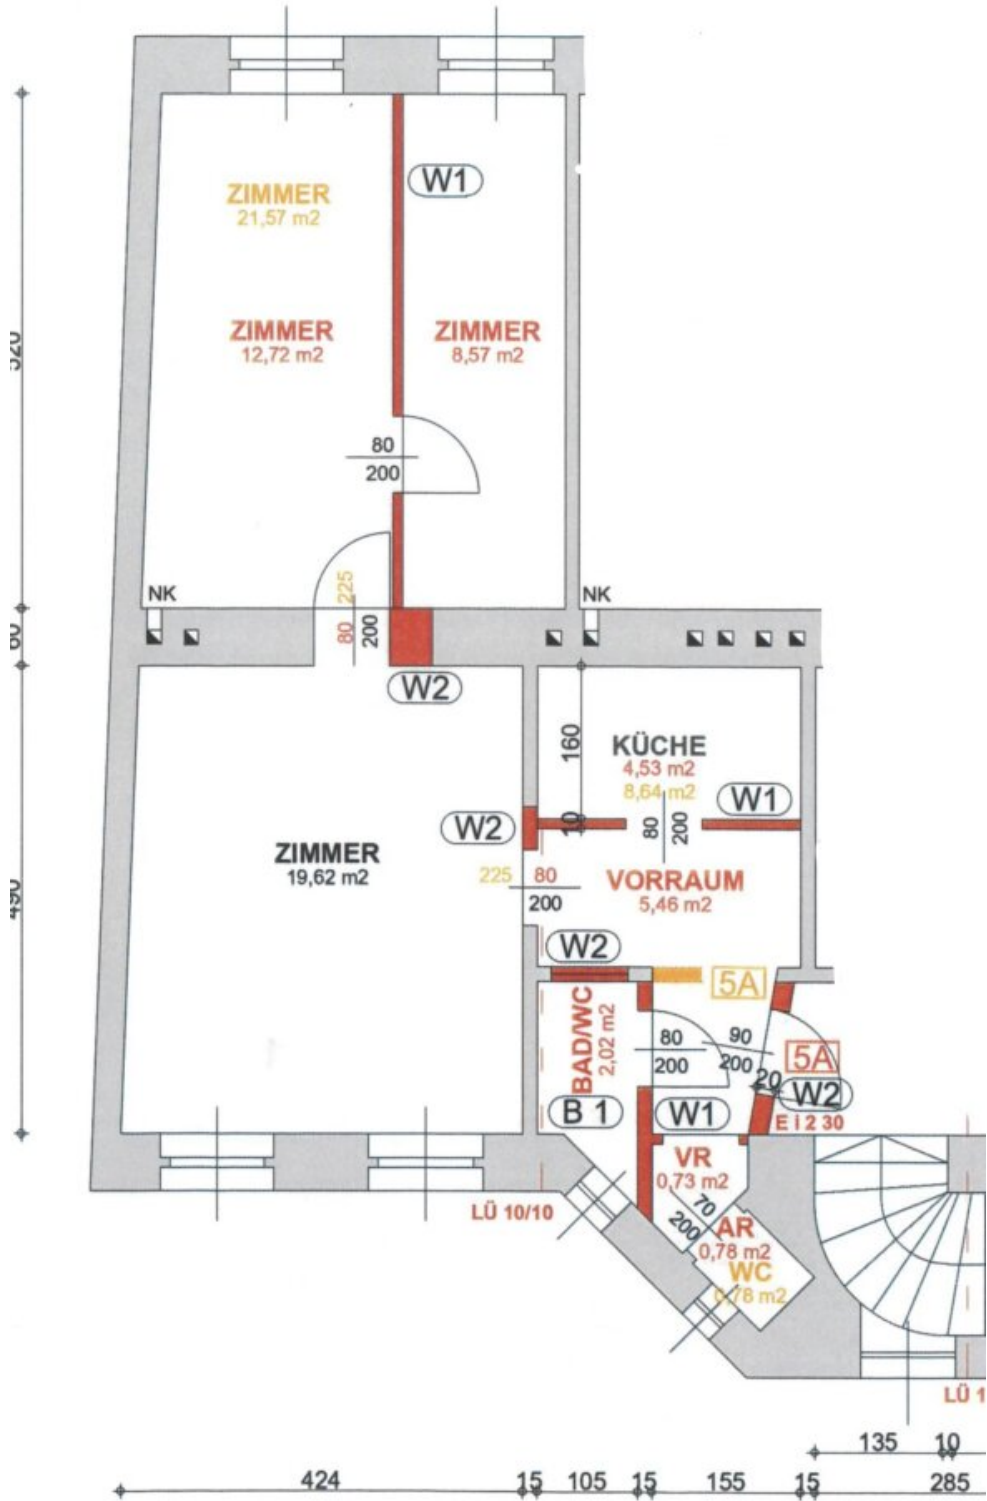 ZIMMER
21,57 m2
W1
ZIMMER
12,72 m2
ZIMMER
8,57 m2
520
80
200
NK
225
80
200
NK
60
W2
160
KÜCHE
4,53 m2
8,64 m2
W1
10
80
200
W2
ZIMMER
19,62 m2
225
80
200
VORRAUM
5,46 m2
490
W2
5A
BAD/WC
2,02 m2
80
200
90
200
5A
20
W2
B 1
W1
E i 2 30
VR
0,73 m2
70
200
LÜ 10/10
AR
0,78 m2
WC
0,78 m2
LÜ 1
135
10
424
15
105
15
155
15
285